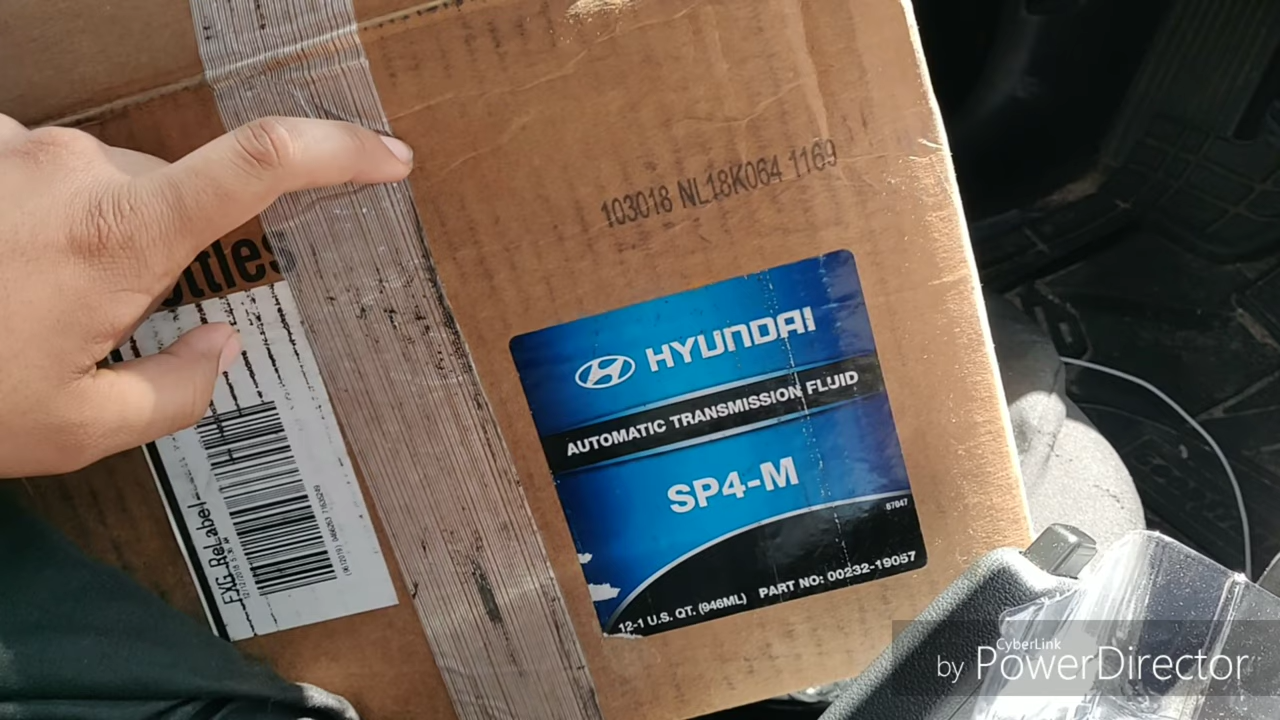 103018 NL18K064 1169
ttles
HYUNDAI
AUTOMATIC TRANSMISSION FLUID
SP4-M
67047
12-1 U.S. QT. (946ML) PART NO: 00232-19057
FXG ReLabel
CyberLink
by PowerDirector